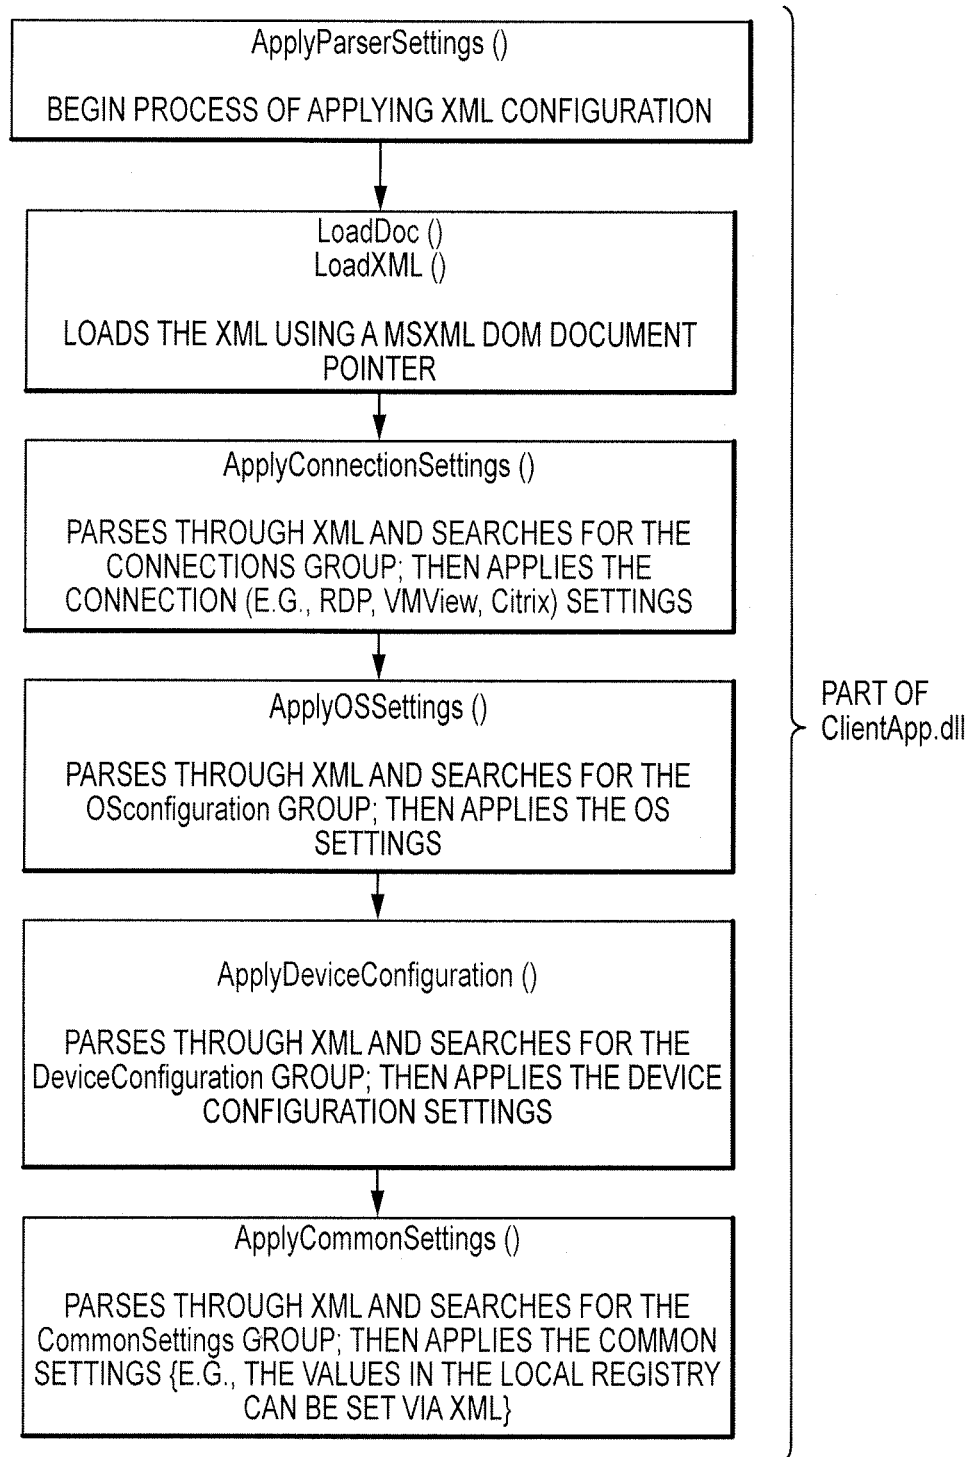 ApplyParserSettings ()
BEGIN PROCESS OF APPLYING XML CONFIGURATION
LoadDoc ()
LoadXML ()
LOADS THE XML USING A MSXML DOM DOCUMENT
POINTER
ApplyConnectionSettings ()
PARSES THROUGH XML AND SEARCHES FOR THE
CONNECTIONS GROUP; THEN APPLIES THE
CONNECTION (E.G., RDP, VMView, Citrix) SETTINGS
ApplyOSSettings ()
PARSES THROUGH XML AND SEARCHES FOR THE
OSconfiguration GROUP; THEN APPLIES THE OS
SETTINGS
ApplyDeviceConfiguration ()
PARSES THROUGH XML AND SEARCHES FOR THE
DeviceConfiguration GROUP; THEN APPLIES THE DEVICE
CONFIGURATION SETTINGS
ApplyCommonSettings ()
PARSES THROUGH XML AND SEARCHES FOR THE
CommonSettings GROUP; THEN APPLIES THE COMMON
SETTINGS {E.G., THE VALUES IN THE LOCAL REGISTRY
CAN BE SET VIA XML}
PART OF
ClientApp.dll